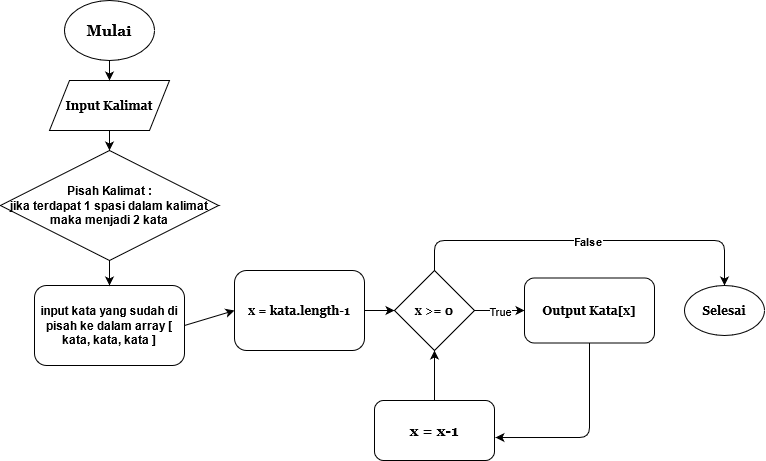 Mulai
Input Kalimat
Pisah Kalimat :
jika terdapat 1 spasi dalam kalimat
maka menjadi 2 kata
input kata yang sudah di
pisah ke dalam array [
kata, kata, kata ]
x = kata.length-1
x >= 0
True
False
Output Kata[x]
Selesai
x = x-1